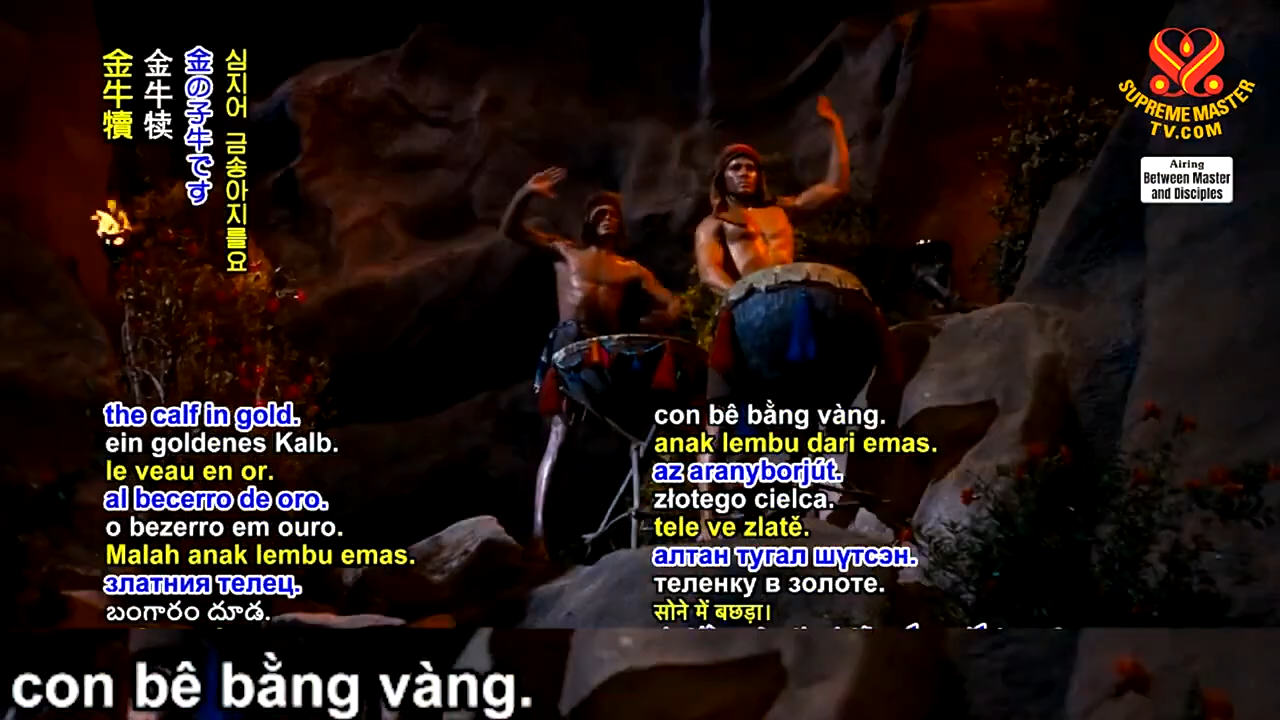 金牛犢
金牛犊
金の子牛です
심지어 금송아지를요
SUPREME MASTER
TV.COM
Airing
Between Master
and Disciples
the calf in gold.
ein goldenes Kalb.
le veau en or.
al becerro de oro.
o bezerro em ouro.
Malah anak lembu emas.
златния телец.
బంగారం దూడ.
con bê bằng vàng.
anak lembu dari emas.
az aranyborjút.
złotego cielca.
tele ve zlatě.
алтан тугал шүтсэн.
теленку в золоте.
सोने में बछड़ा।
con bê bằng vàng.